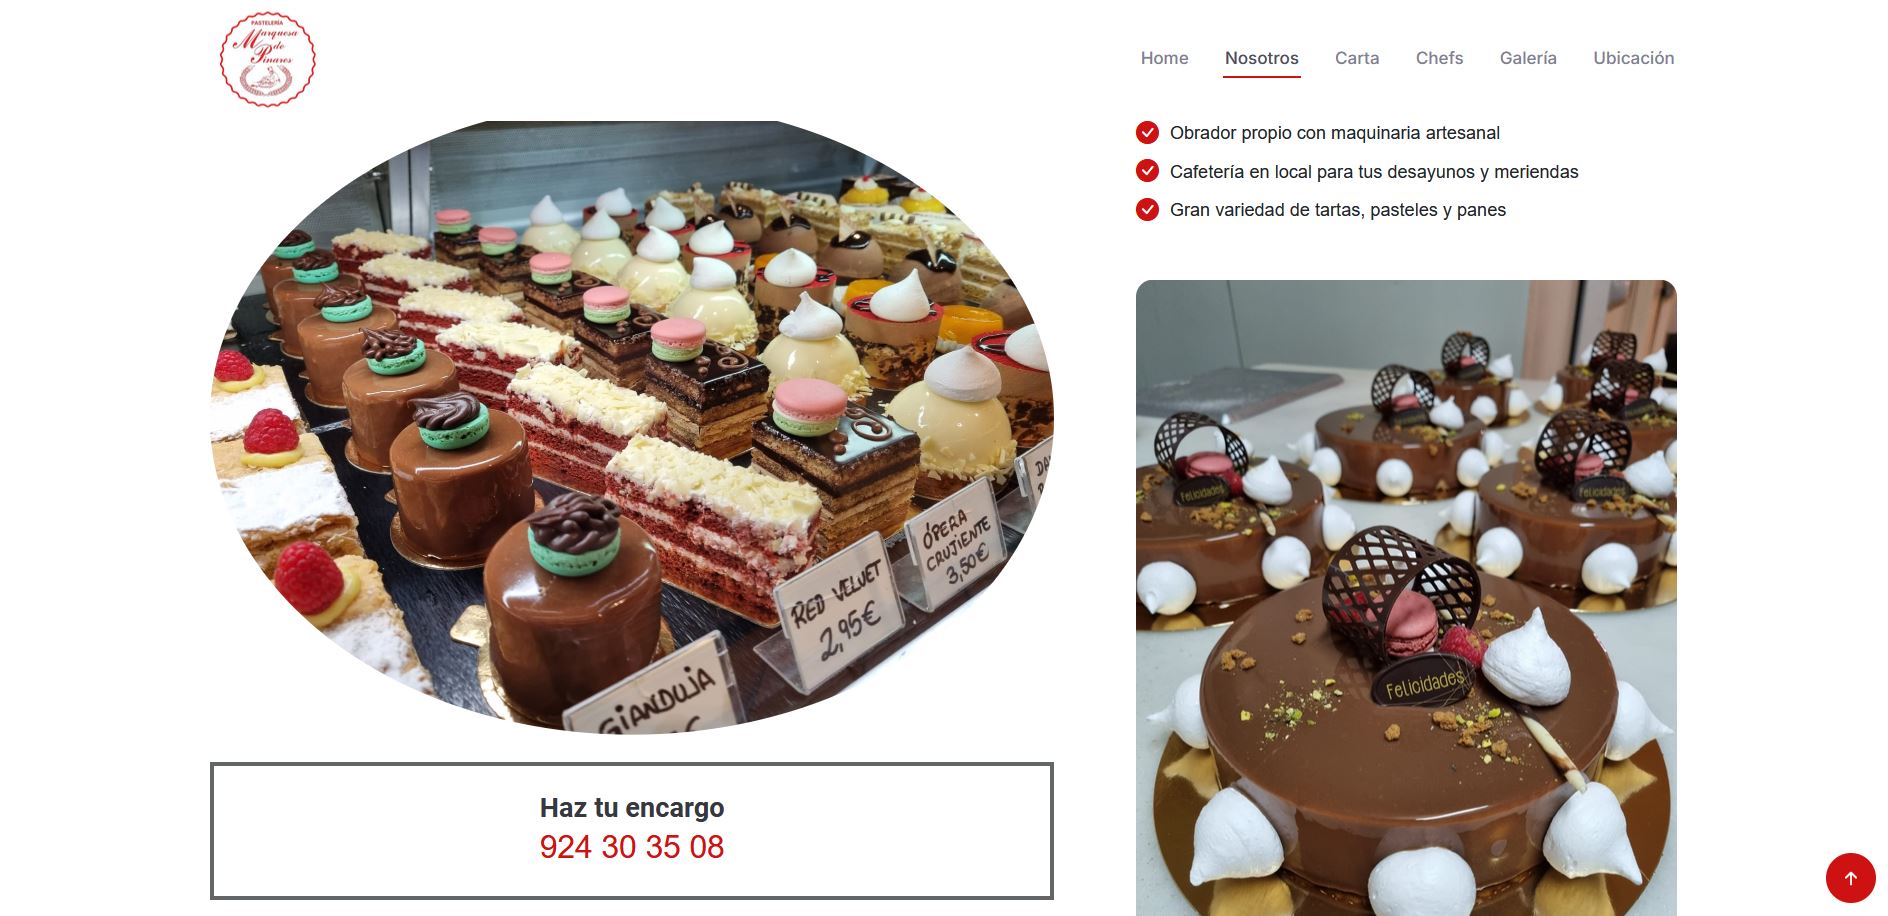 PASTELERÍA
Marquesa
de
Pinares
Home
Nosotros
Carta
Chefs
Galería
Ubicación
Obrador propio con maquinaria artesanal
Cafetería en local para tus desayunos y meriendas
Gran variedad de tartas, pasteles y panes
ÓPERA
CRUJIENTE
3,50€
RED VELVET
2,95€
GIANDUJA
€
Felicidades
Felicidades
Felicidades
Haz tu encargo
924 30 35 08